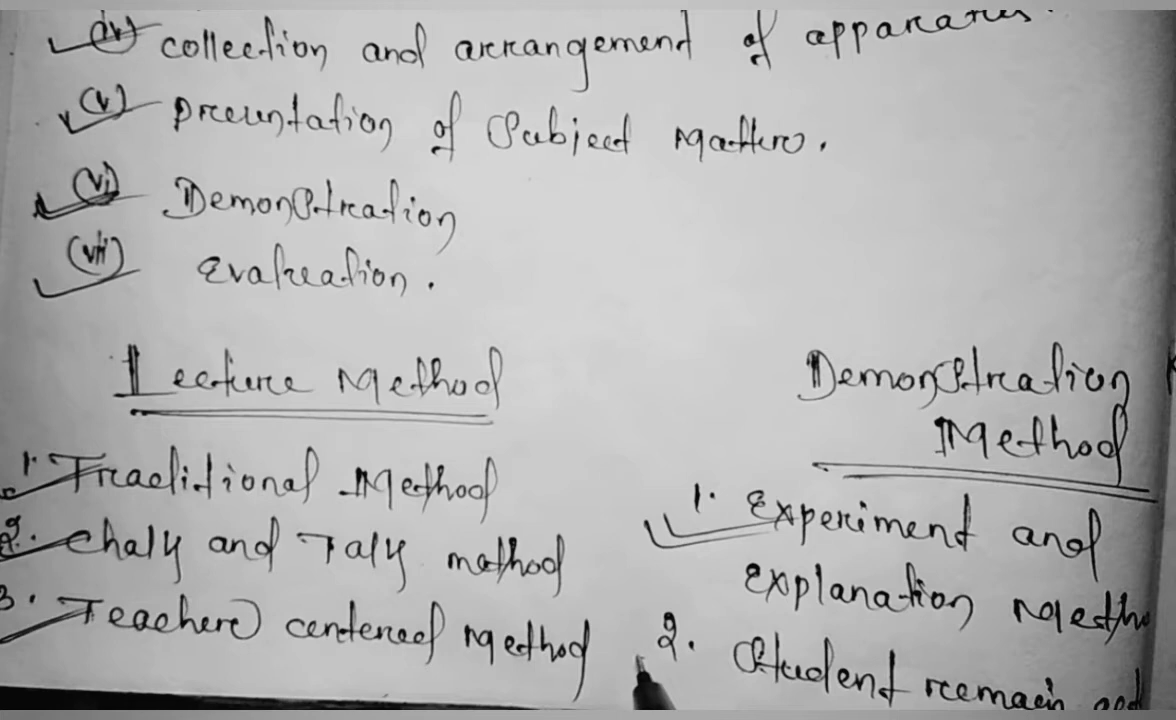 (iv) collection and arrangement of apparatus.
(v) presentation of Subject Matter.
(vi) Demonstration
(vii) Evaluation.
Lecture Method
Demonstration
Method
1. Traditional Method
2. Chalk and Talk method
3. Teacher centered Method
1. Experiment and
explanation Metho
2. Student remain